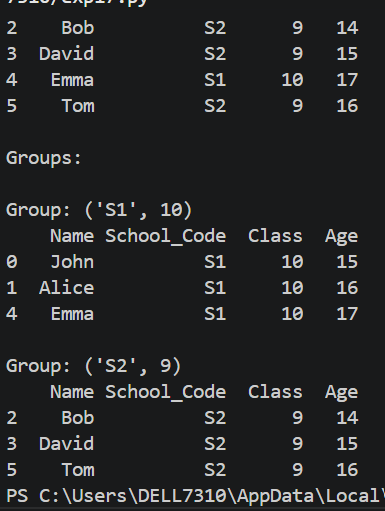 7310/exp17.py
2    Bob          S2      9   14
3  David          S2      9   15
4   Emma          S1     10   17
5    Tom          S2      9   16
Groups:
Group: ('S1', 10)
    Name School_Code  Class  Age
0   John          S1     10   15
1  Alice          S1     10   16
4   Emma          S1     10   17
Group: ('S2', 9)
    Name School_Code  Class  Age
2    Bob          S2      9   14
3  David          S2      9   15
5    Tom          S2      9   16
PS C:\Users\DELL7310\AppData\Local\